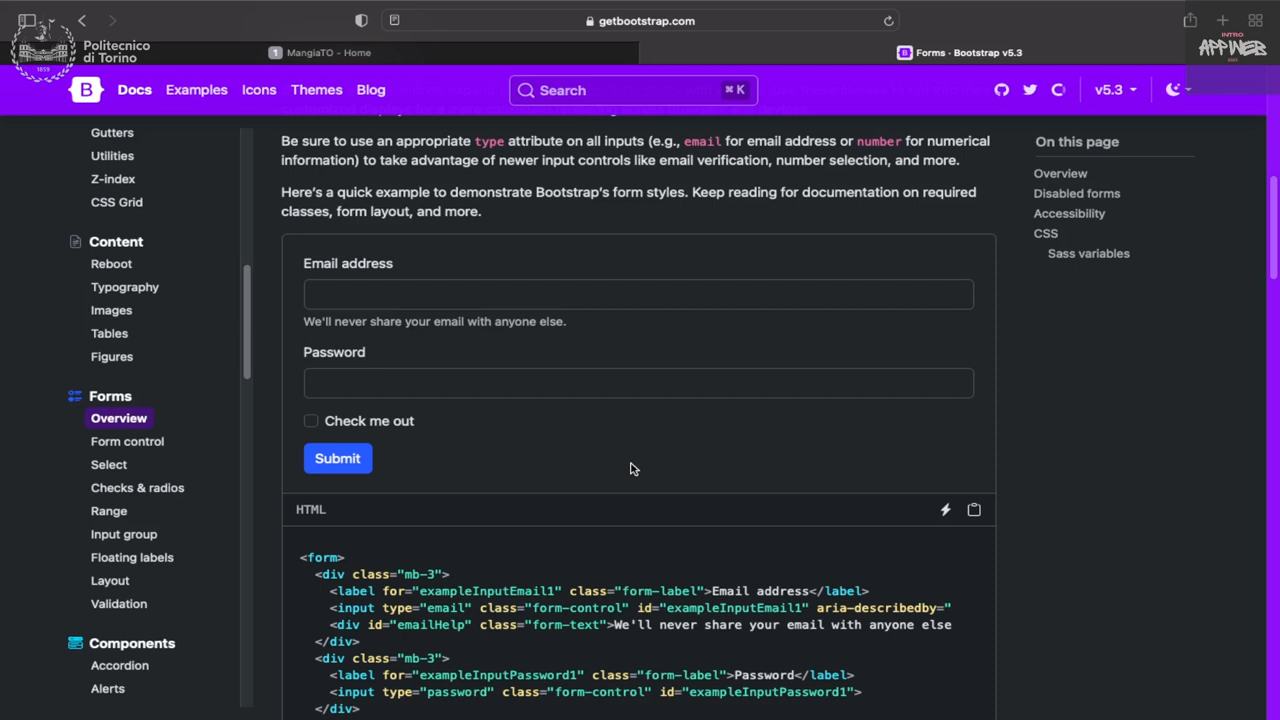 getbootstrap.com
Politecnico
di Torino
1859
1 MangiaTO - Home
B Forms · Bootstrap v5.3
INTRO
APPWEB
B Docs Examples Icons Themes Blog Search ⌘ K v5.3
Gutters
Utilities
Z-index
CSS Grid
Content
Reboot
Typography
Images
Tables
Figures
Forms
Overview
Form control
Select
Checks & radios
Range
Input group
Floating labels
Layout
Validation
Components
Accordion
Alerts
Be sure to use an appropriate type attribute on all inputs (e.g., email for email address or number for numerical
information) to take advantage of newer input controls like email verification, number selection, and more.
Here's a quick example to demonstrate Bootstrap's form styles. Keep reading for documentation on required
classes, form layout, and more.
Email address
We'll never share your email with anyone else.
Password
Check me out
Submit
HTML
<form>
<div class="mb-3">
<label for="exampleInputEmail1" class="form-label">Email address</label>
<input type="email" class="form-control" id="exampleInputEmail1" aria-describedby="
<div id="emailHelp" class="form-text">We'll never share your email with anyone else
</div>
<div class="mb-3">
<label for="exampleInputPassword1" class="form-label">Password</label>
<input type="password" class="form-control" id="exampleInputPassword1">
</div>
On this page
Overview
Disabled forms
Accessibility
CSS
Sass variables